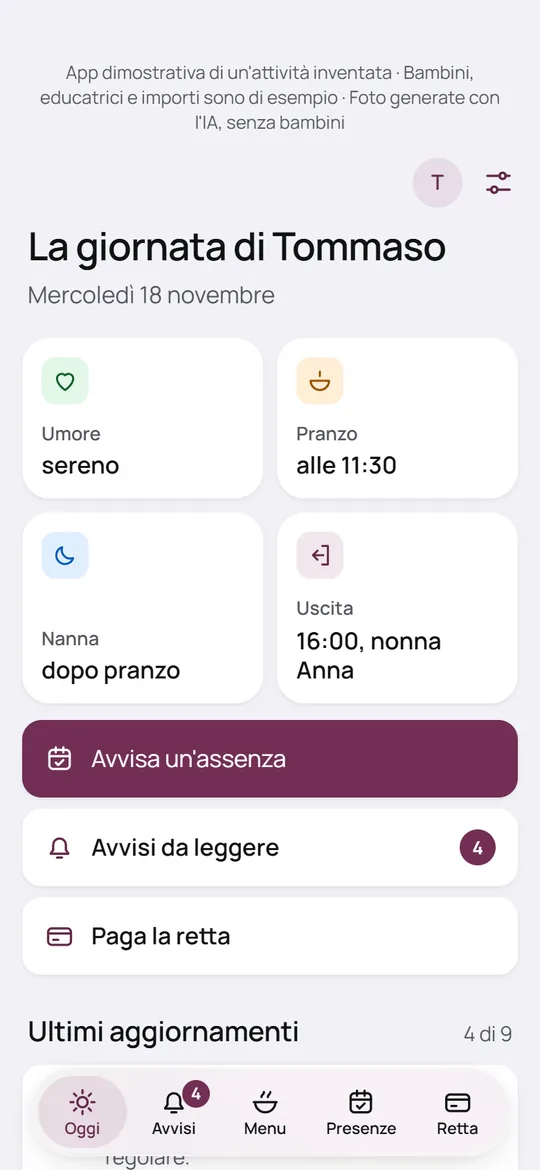 App dimostrativa di un'attività inventata · Bambini,
educatrici e importi sono di esempio · Foto generate con
l'IA, senza bambini
T
La giornata di Tommaso
Mercoledì 18 novembre
Umore
sereno
Pranzo
alle 11:30
Nanna
dopo pranzo
Uscita
16:00, nonna
Anna
Avvisa un'assenza
Avvisi da leggere
4
Paga la retta
Ultimi aggiornamenti
4 di 9
4
Oggi
Avvisi
Menu
Presenze
Retta
regolare.